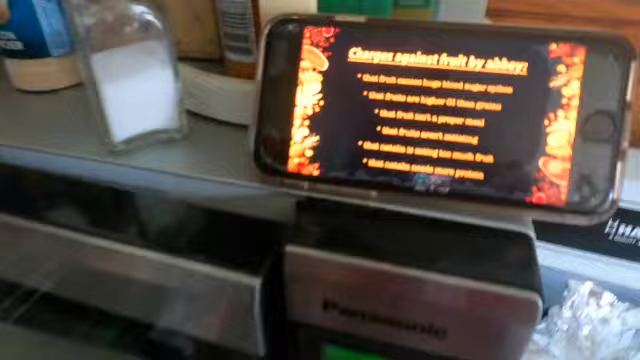 Charges against fruit by abbey:
* that fruit causes huge blood sugar spikes
* that fruits are higher GI than grains
* that fruit isn't a proper meal
* that fruits aren't satiating
* that natalie is eating too much fruit
* that natalie needs more protein
Panasonic